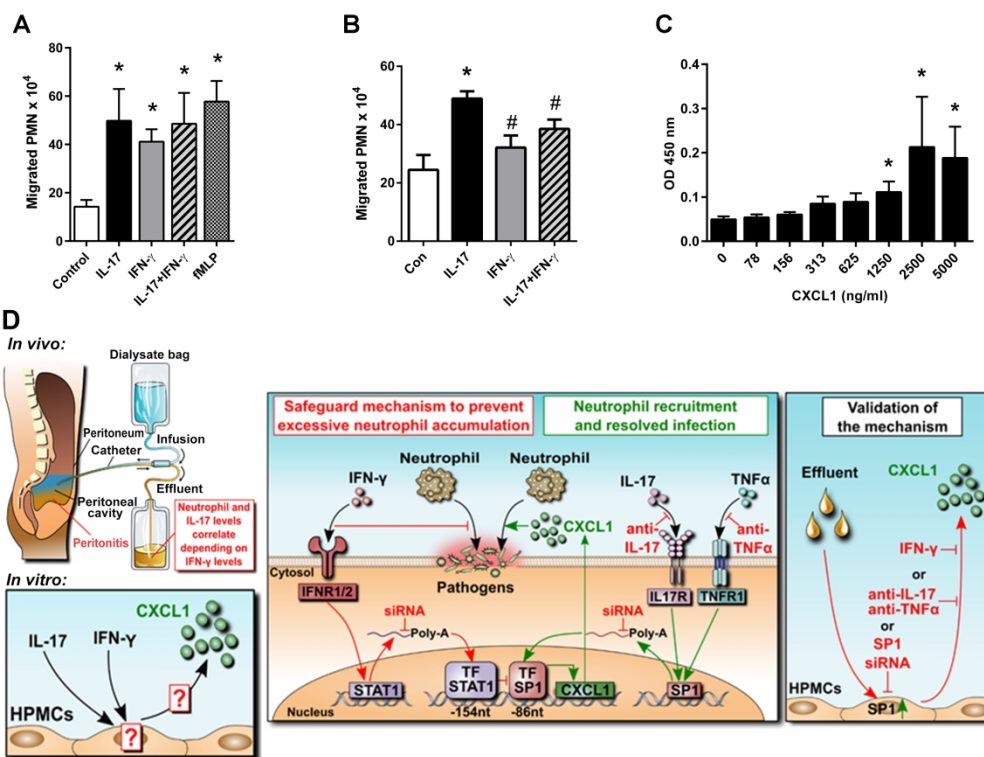 A
Migrated PMN x 10⁴
80
60
40
20
0
*
*
*
*
Control
IL-17
IFN-γ
IL-17+IFN-γ
fMLP
B
Migrated PMN x 10⁴
60
40
20
0
*
#
#
Con
IL-17
IFN-γ
IL-17+IFN-γ
C
OD 450 nm
0.4
0.3
0.2
0.1
0.0
*
*
*
0
78
156
313
625
1250
2500
5000
CXCL1 (ng/ml)
D
In vivo:
Dialysate bag
Peritoneum
Infusion
Catheter
Effluent
Peritoneal
cavity
Peritonitis
Neutrophil and
IL-17 levels
correlate
depending on
IFN-γ levels
In vitro:
CXCL1
IL-17
IFN-γ
?
HPMCs
?
Safeguard mechanism to prevent
excessive neutrophil accumulation
Neutrophil recruitment
and resolved infection
Neutrophil
Neutrophil
IFN-γ
IL-17
TNFα
CXCL1
anti-
IL-17
anti-
TNFα
Cytosol
Pathogens
IFNR1/2
IL17R
TNFR1
siRNA
Poly-A
siRNA
Poly-A
STAT1
TF
STAT1
TF
SP1
CXCL1
SP1
Nucleus
-154nt
-86nt
Validation of
the mechanism
Effluent
CXCL1
IFN-γ
or
anti-IL-17
anti-TNFα
or
SP1
siRNA
HPMCs
SP1